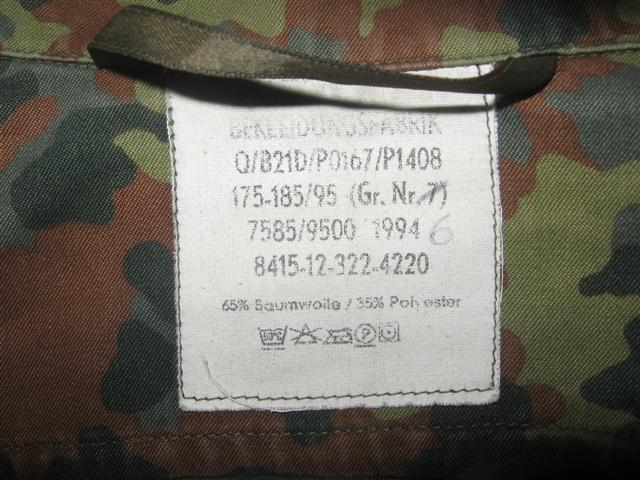 BEKLEIDUNGSFABRIK
Q/B21D/P0167/P1408
175-185/95 (Gr. Nr. 7)
7585/9500 1994 6
8415-12-322-4220
65% Baumwolle / 35% Polyester